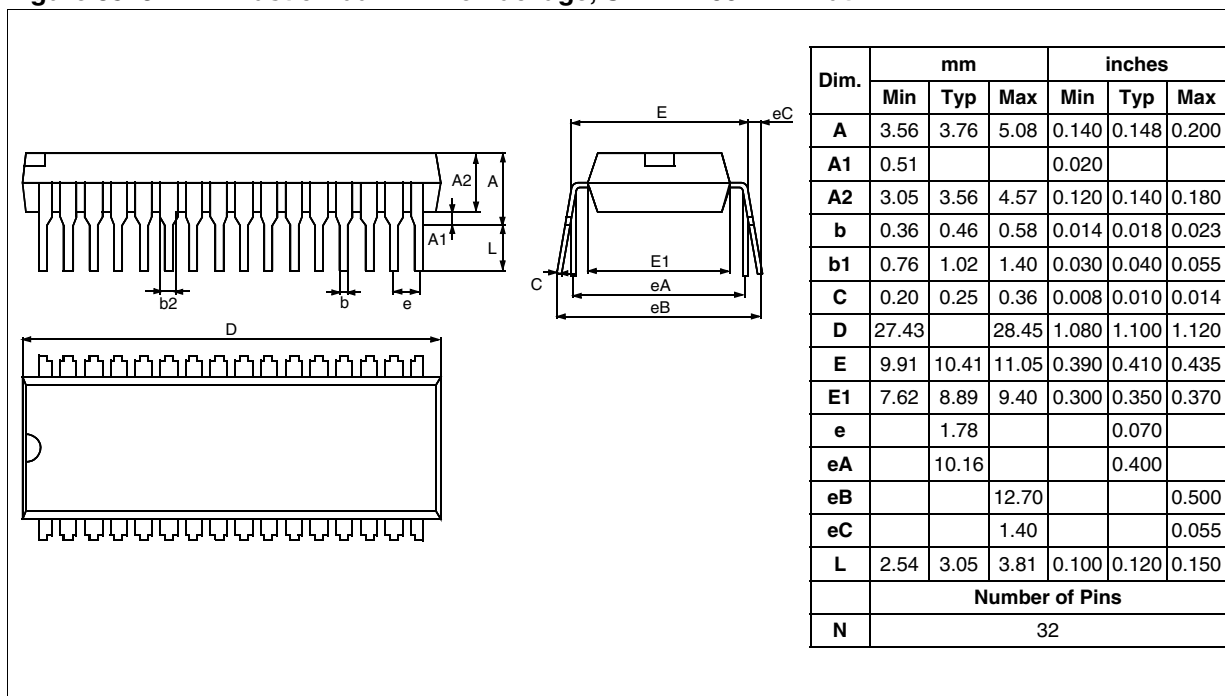 A2
A
A1
L
b2
b
e
D
E
eC
C
E1
eA
eB
Dim. mm inches
Min Typ Max Min Typ Max
A 3.56 3.76 5.08 0.140 0.148 0.200
A1 0.51 0.020
A2 3.05 3.56 4.57 0.120 0.140 0.180
b 0.36 0.46 0.58 0.014 0.018 0.023
b1 0.76 1.02 1.40 0.030 0.040 0.055
C 0.20 0.25 0.36 0.008 0.010 0.014
D 27.43 28.45 1.080 1.100 1.120
E 9.91 10.41 11.05 0.390 0.410 0.435
E1 7.62 8.89 9.40 0.300 0.350 0.370
e 1.78 0.070
eA 10.16 0.400
eB 12.70 0.500
eC 1.40 0.055
L 2.54 3.05 3.81 0.100 0.120 0.150
Number of Pins
N 32